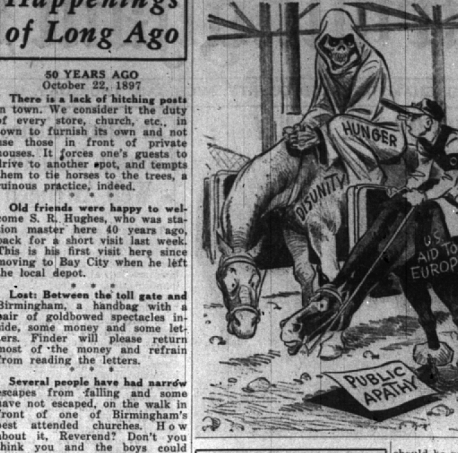 Happenings
of Long Ago
50 YEARS AGO
October 22, 1897
There is a lack of hitching posts
in town. We consider it the duty
of every store, church, etc., in
town to furnish its own and not
use those in front of private
houses. It forces one's guests to
drive to another spot, and tempts
them to tie horses to the trees, a
ruinous practice, indeed.
* * *
Old friends were happy to wel-
come S. R. Hughes, who was sta-
tion master here 40 years ago,
back for a short visit last week.
This is his first visit here since
moving to Bay City when he left
the local depot.
* * *
Lost: Between the toll gate and
Birmingham, a handbag with a
pair of goldbowed spectacles in-
side, some money and some let-
ters. Finder will please return
most of the money and refrain
from reading the letters.
* * *
Several people have had narrow
escapes from falling and some
have not escaped, on the walk in
front of one of Birmingham's
best attended churches. How
about it, Reverend? Don't you
think you and the boys could
HUNGER
DISUNITY
U.S.
AID TO
EUROPE
PUBLIC
APATHY
should be